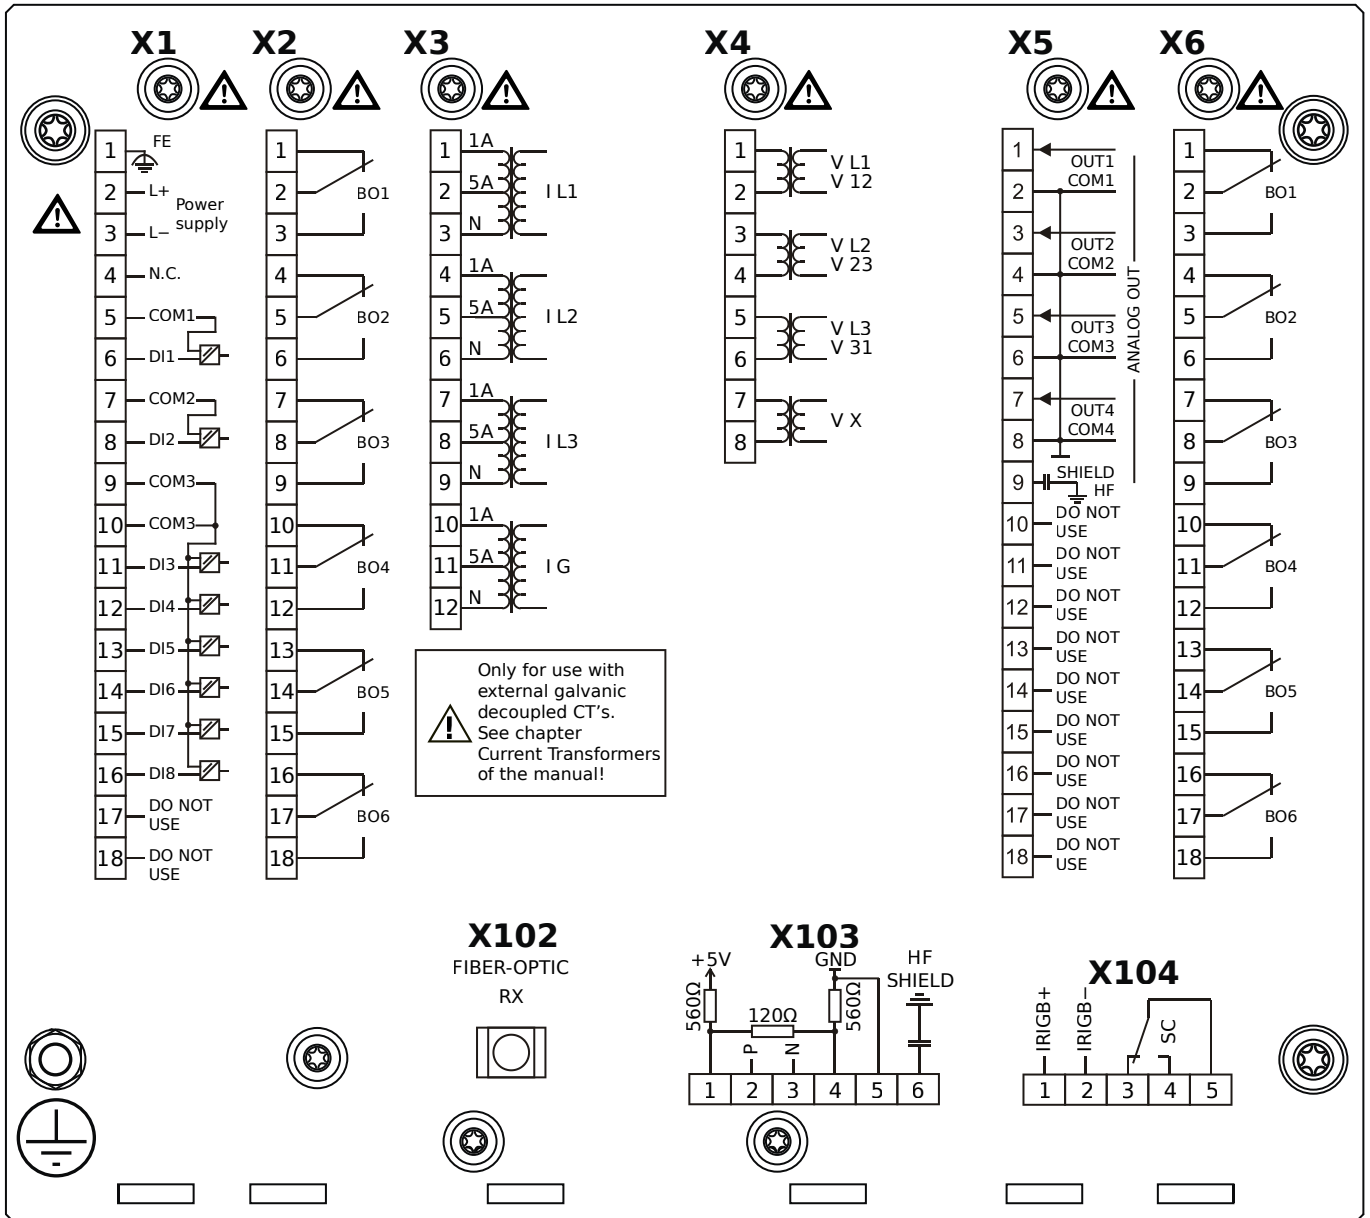 X1
X2
X3
X4
X5
X6
1 FE
2 L+
Power
supply
3 L−
4 N.C.
5 COM1
6 DI1
7 COM2
8 DI2
9 COM3
10 COM3
11 DI3
12 DI4
13 DI5
14 DI6
15 DI7
16 DI8
17 DO NOT
USE
18 DO NOT
USE
1
2 BO1
3
4
5 BO2
6
7
8 BO3
9
10
11 BO4
12
13
14 BO5
15
16
17 BO6
18
1 1A
2 5A I L1
3 N
4 1A
5 5A I L2
6 N
7 1A
8 5A I L3
9 N
10 1A
11 5A I G
12 N
Only for use with
external galvanic
decoupled CT's.
See chapter
Current Transformers
of the manual!
1 V L1
2 V 12
3 V L2
4 V 23
5 V L3
6 V 31
7 V X
8
1 OUT1
2 COM1
3 OUT2
4 COM2
5 OUT3
6 COM3
7 OUT4
8 COM4
ANALOG OUT
9 SHIELD
HF
10 DO NOT
USE
11 DO NOT
USE
12 DO NOT
USE
13 DO NOT
USE
14 DO NOT
USE
15 DO NOT
USE
16 DO NOT
USE
17 DO NOT
USE
18 DO NOT
USE
1
2 BO1
3
4
5 BO2
6
7
8 BO3
9
10
11 BO4
12
13
14 BO5
15
16
17 BO6
18
X102
FIBER-OPTIC
RX
X103
+5V GND HF
SHIELD
560Ω 120Ω 560Ω
P N
1 2 3 4 5 6
X104
IRIGB+ IRIGB− SC
1 2 3 4 5